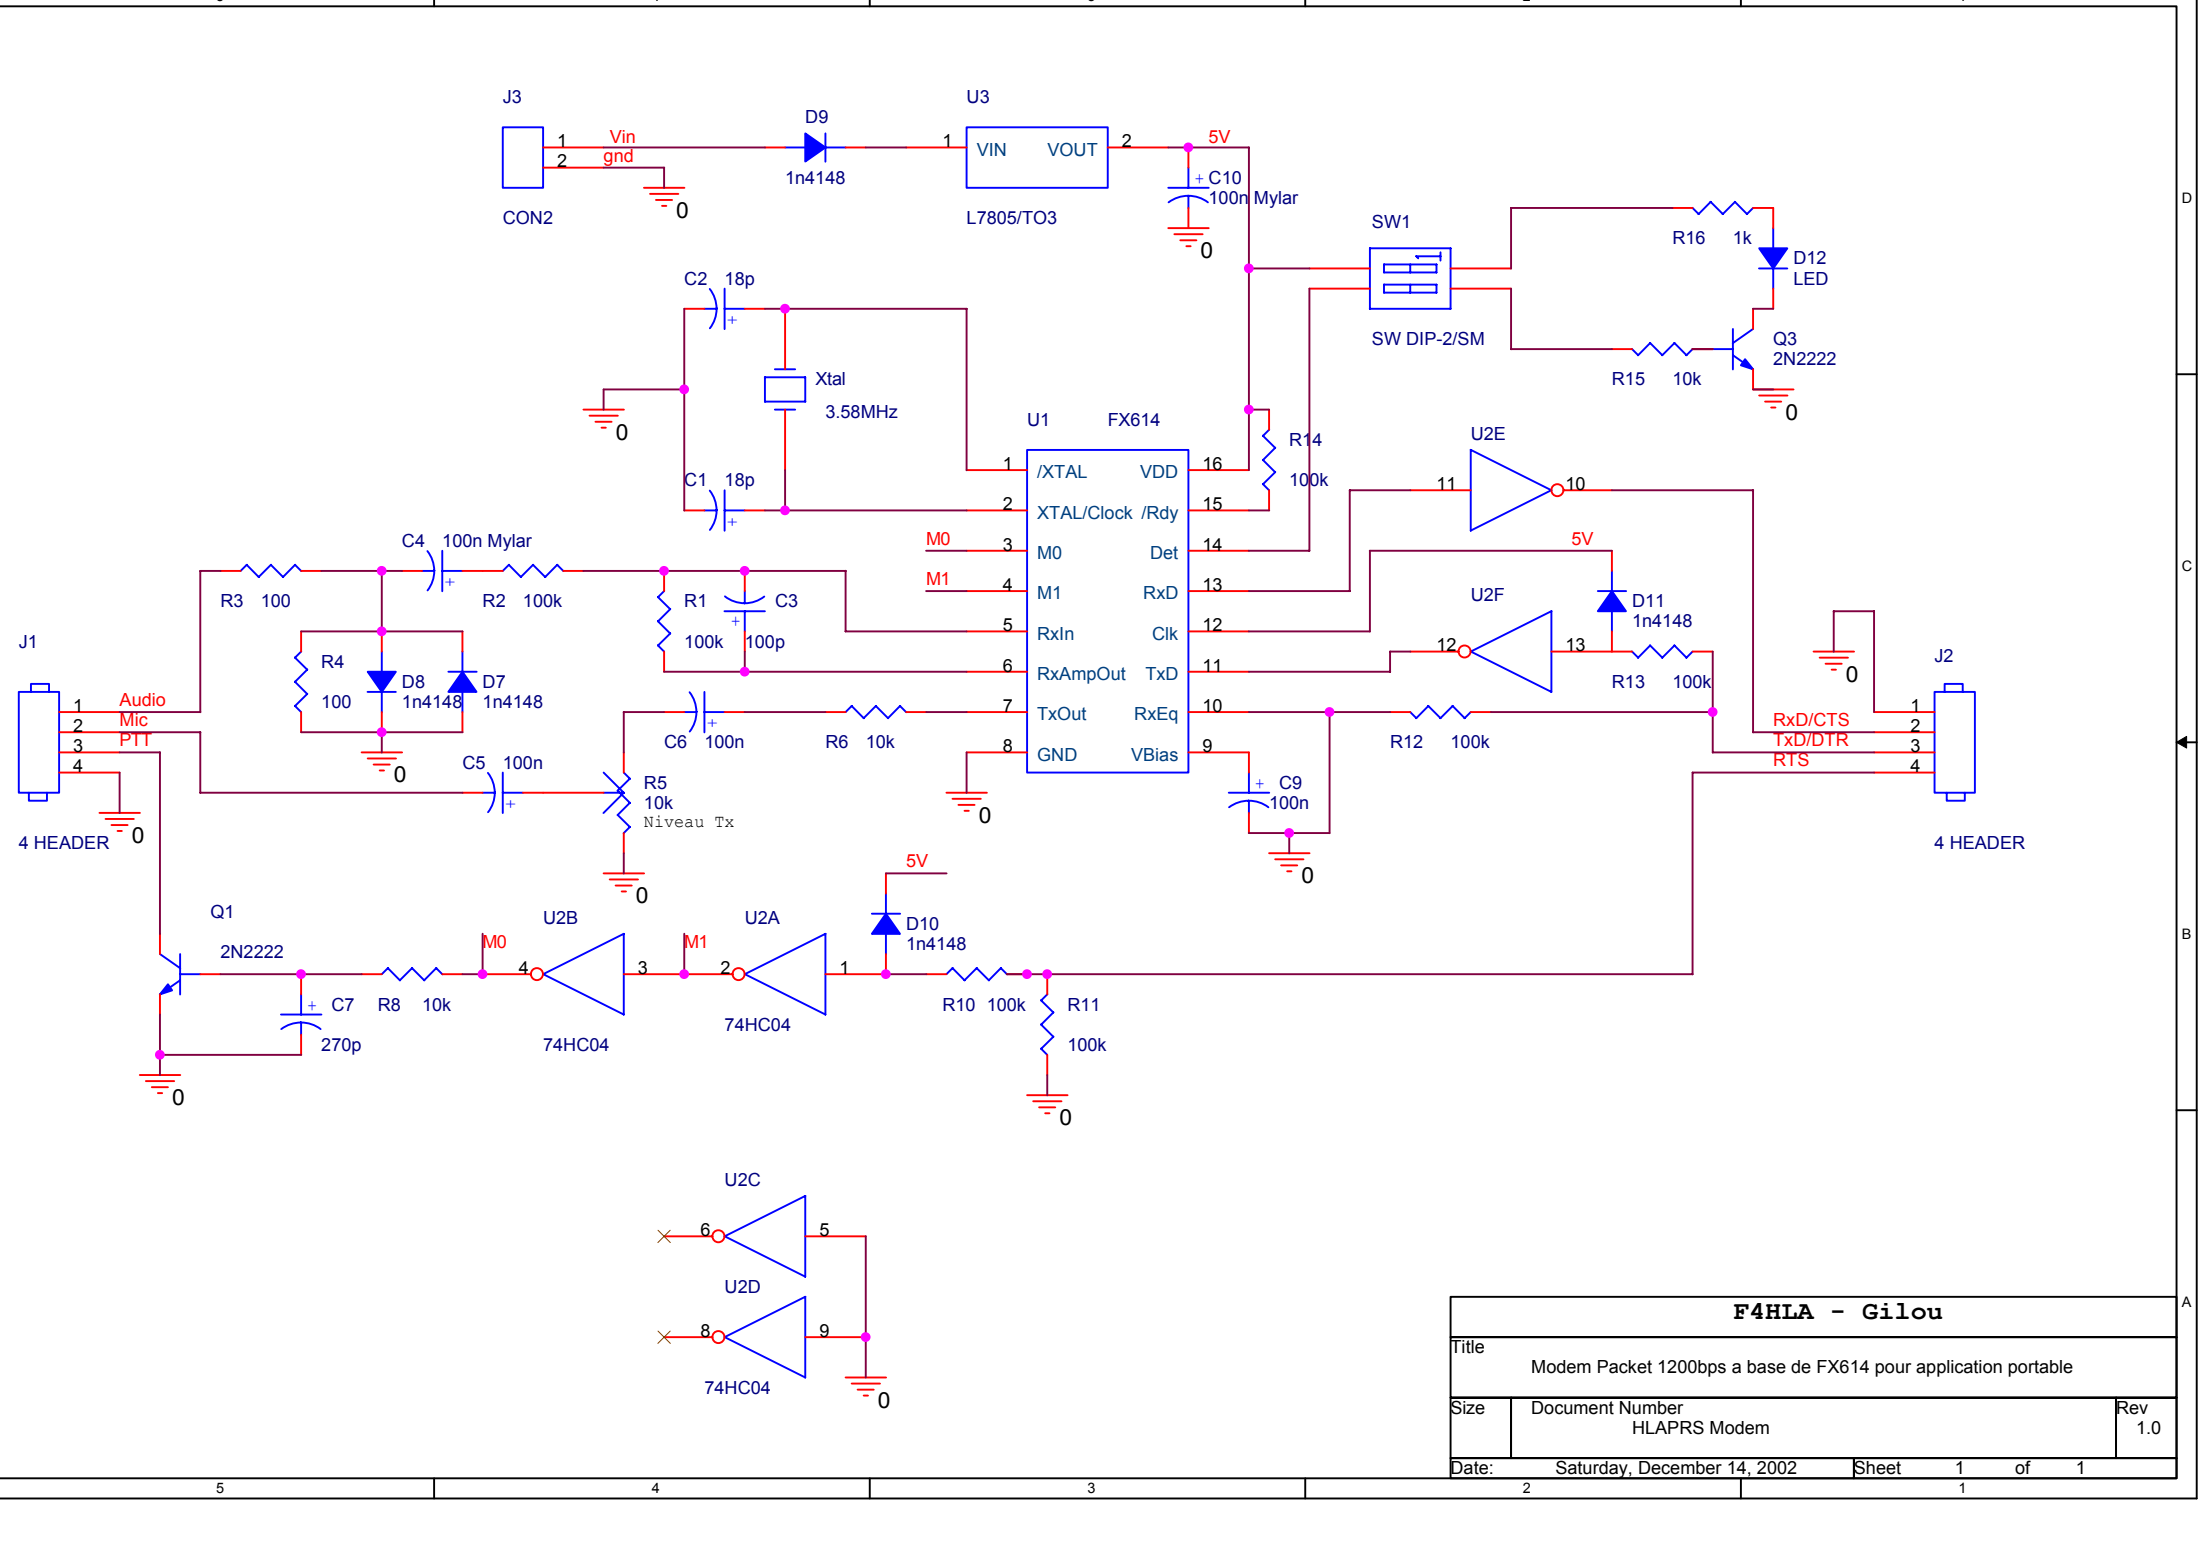 J3
1
2
Vin
gnd
CON2
D9
1n4148
U3
1
VIN
VOUT
2
L7805/TO3
5V
+
C10
100n Mylar
0
0
SW1
1
SW DIP-2/SM
R16
1k
D12
LED
Q3
2N2222
R15
10k
0
C2
18p
+
Xtal
3.58MHz
0
C1
18p
+
U1
FX614
1
/XTAL
VDD
16
2
XTAL/Clock
/Rdy
15
M0
3
M0
Det
14
M1
4
M1
RxD
13
5
RxIn
Clk
12
6
RxAmpOut
TxD
11
7
TxOut
RxEq
10
8
GND
VBias
9
R14
100k
U2E
11
10
5V
D11
1n4148
U2F
12
13
R13
100k
R12
100k
C4
100n Mylar
+
R3
100
R2
100k
R1
100k
C3
+
100p
R4
100
D8
1n4148
D7
1n4148
0
J1
1
Audio
2
Mic
3
PTT
4
4 HEADER
0
C6
+
100n
R6
10k
C5
100n
+
R5
10k
Niveau Tx
0
0
+
C9
100n
0
0
J2
1
RxD/CTS
2
TxD/DTR
3
RTS
4
4 HEADER
Q1
2N2222
+
C7
270p
R8
10k
0
U2B
M0
4
3
74HC04
U2A
M1
2
1
74HC04
5V
D10
1n4148
R10
100k
R11
100k
0
U2C
6
5
U2D
8
9
74HC04
0
F4HLA - Gilou
Title
Modem Packet 1200bps a base de FX614 pour application portable
Size
Document Number
Rev
HLAPRS Modem
1.0
Date:
Saturday, December 14, 2002
Sheet
1
of
1
D
C
B
A
5
4
3
2
1